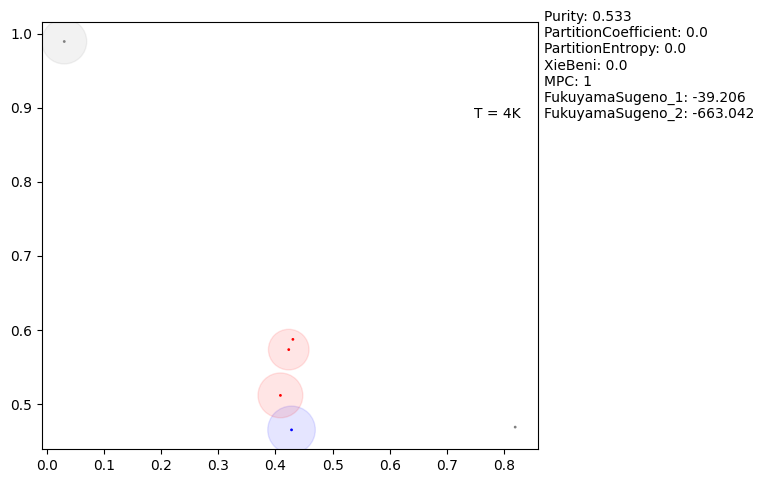 Purity: 0.533
PartitionCoefficient: 0.0
PartitionEntropy: 0.0
XieBeni: 0.0
MPC: 1
FukuyamaSugeno_1: -39.206
FukuyamaSugeno_2: -663.042
T = 4K
1.0
0.9
0.8
0.7
0.6
0.5
0.0 0.1 0.2 0.3 0.4 0.5 0.6 0.7 0.8